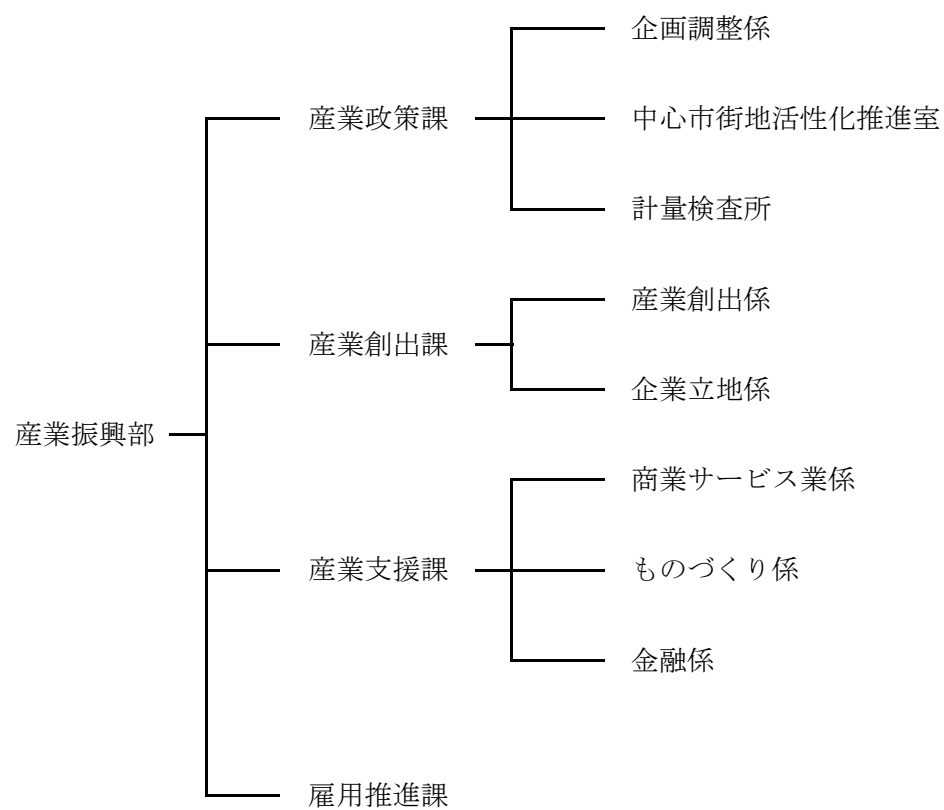 産業振興部
産業政策課
企画調整係
中心市街地活性化推進室
計量検査所
産業創出課
産業創出係
企業立地係
産業支援課
商業サービス業係
ものづくり係
金融係
雇用推進課